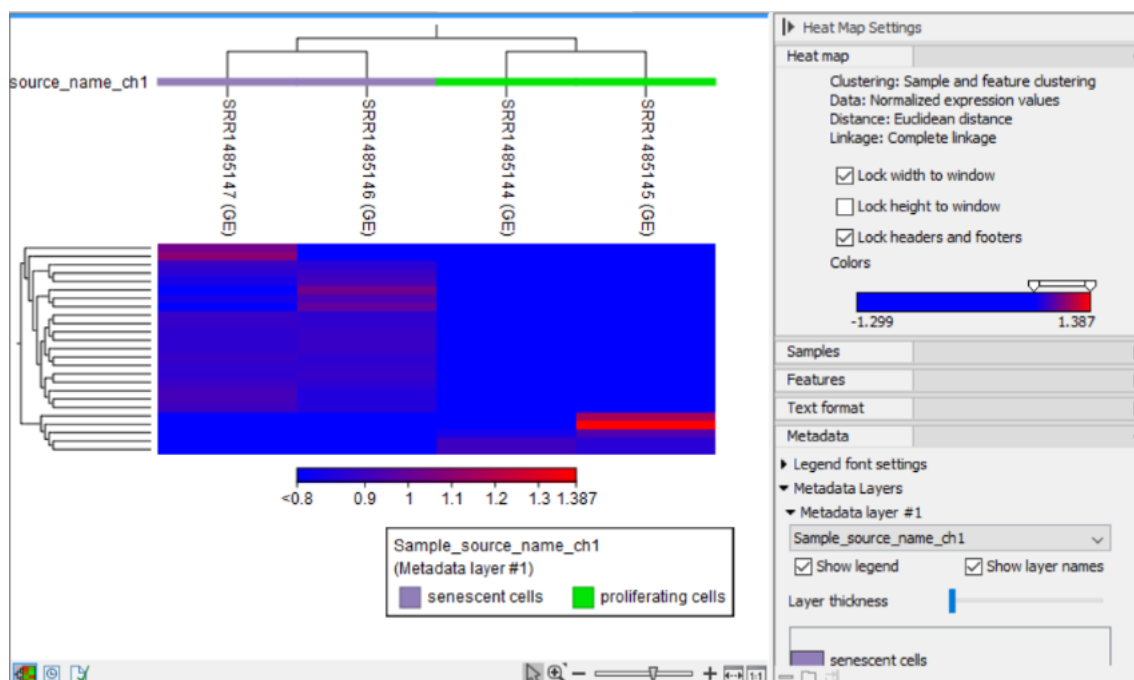 source_name_ch1
SRR1485147 (GE)
SRR1485146 (GE)
SRR1485144 (GE)
SRR1485145 (GE)
<0.8 0.9 1 1.1 1.2 1.3 1.387
Sample_source_name_ch1
(Metadata layer #1)
senescent cells proliferating cells
Heat Map Settings
Heat map
Clustering: Sample and feature clustering
Data: Normalized expression values
Distance: Euclidean distance
Linkage: Complete linkage
Lock width to window
Lock height to window
Lock headers and footers
Colors
-1.299 1.387
Samples
Features
Text format
Metadata
Legend font settings
Metadata Layers
Metadata layer #1
Sample_source_name_ch1
Show legend Show layer names
Layer thickness
senescent cells
1:1